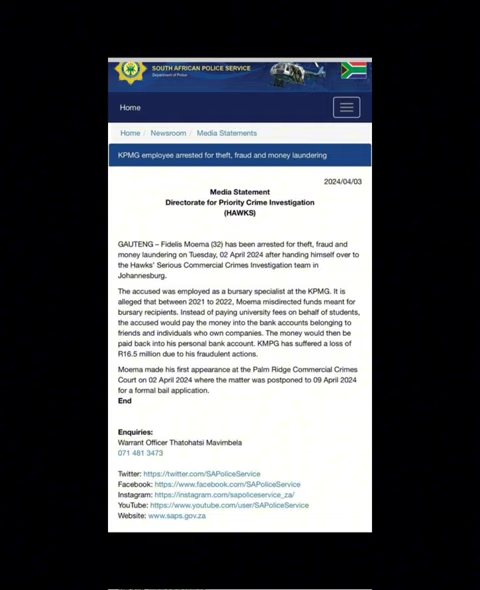 SOUTH AFRICAN POLICE SERVICE
Department of Police
Home
Home / Newsroom / Media Statements
KPMG employee arrested for theft, fraud and money laundering
2024/04/03
Media Statement
Directorate for Priority Crime Investigation
(HAWKS)
GAUTENG – Fidelis Moema (32) has been arrested for theft, fraud and
money laundering on Tuesday, 02 April 2024 after handing himself over to
the Hawks' Serious Commercial Crimes Investigation team in
Johannesburg.
The accused was employed as a bursary specialist at the KPMG. It is
alleged that between 2021 to 2022, Moema misdirected funds meant for
bursary recipients. Instead of paying university fees on behalf of students,
the accused would pay the money into the bank accounts belonging to
friends and individuals who own companies. The money would then be
paid back into his personal bank account. KMPG has suffered a loss of
R16.5 million due to his fraudulent actions.
Moema made his first appearance at the Palm Ridge Commercial Crimes
Court on 02 April 2024 where the matter was postponed to 09 April 2024
for a formal bail application.
End
Enquiries:
Warrant Officer Thatohatsi Mavimbela
071 481 3473
Twitter: https://twitter.com/SAPoliceService
Facebook: https://www.facebook.com/SAPoliceService
Instagram: https://instagram.com/sapoliceservice_za/
YouTube: https://www.youtube.com/user/SAPoliceService
Website: www.saps.gov.za